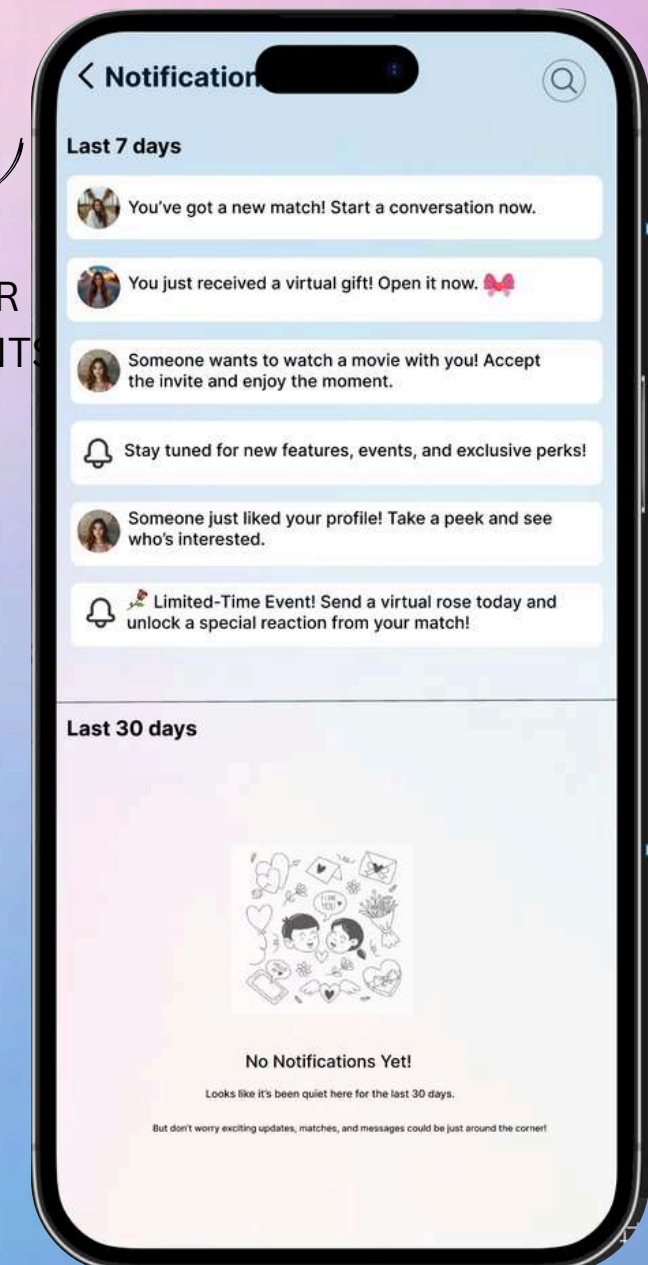 Notification
Last 7 days
You've got a new match! Start a conversation now.
You just received a virtual gift! Open it now.
Someone wants to watch a movie with you! Accept
the invite and enjoy the moment.
Stay tuned for new features, events, and exclusive perks!
Someone just liked your profile! Take a peek and see
who's interested.
Limited-Time Event! Send a virtual rose today and
unlock a special reaction from your match!
Last 30 days
I LOVE
YOU
No Notifications Yet!
Looks like it's been quiet here for the last 30 days.
But don't worry exciting updates, matches, and messages could be just around the corner!